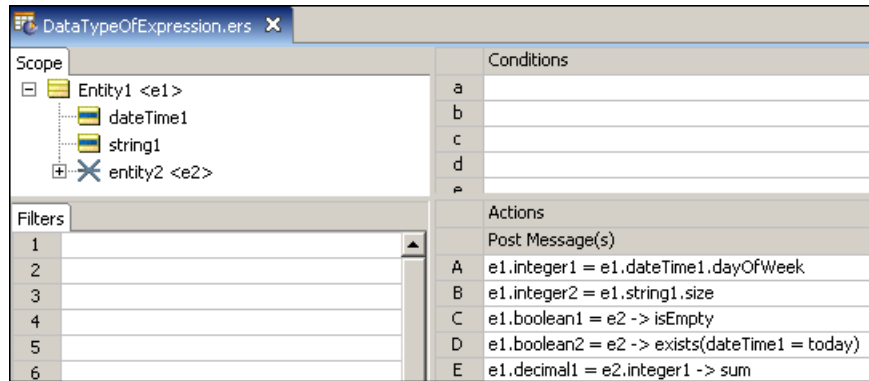 DataTypeOfExpression.ers
Scope
Entity1 <e1>
dateTime1
string1
entity2 <e2>
Conditions
a
b
c
d
e
Filters
1
2
3
4
5
6
Actions
Post Message(s)
A e1.integer1 = e1.dateTime1.dayOfWeek
B e1.integer2 = e1.string1.size
C e1.boolean1 = e2 -> isEmpty
D e1.boolean2 = e2 -> exists(dateTime1 = today)
E e1.decimal1 = e2.integer1 -> sum